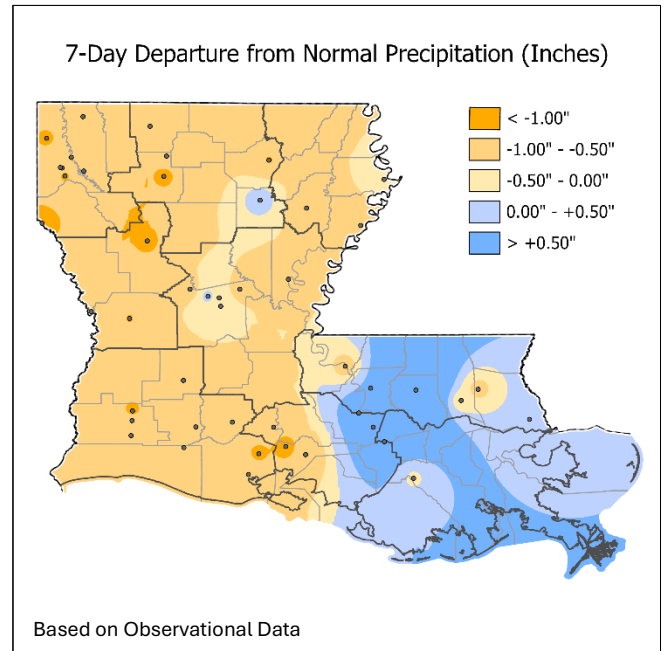 7-Day Departure from Normal Precipitation (Inches)
< -1.00"
-1.00" - -0.50"
-0.50" - 0.00"
0.00" - +0.50"
> +0.50"
Based on Observational Data